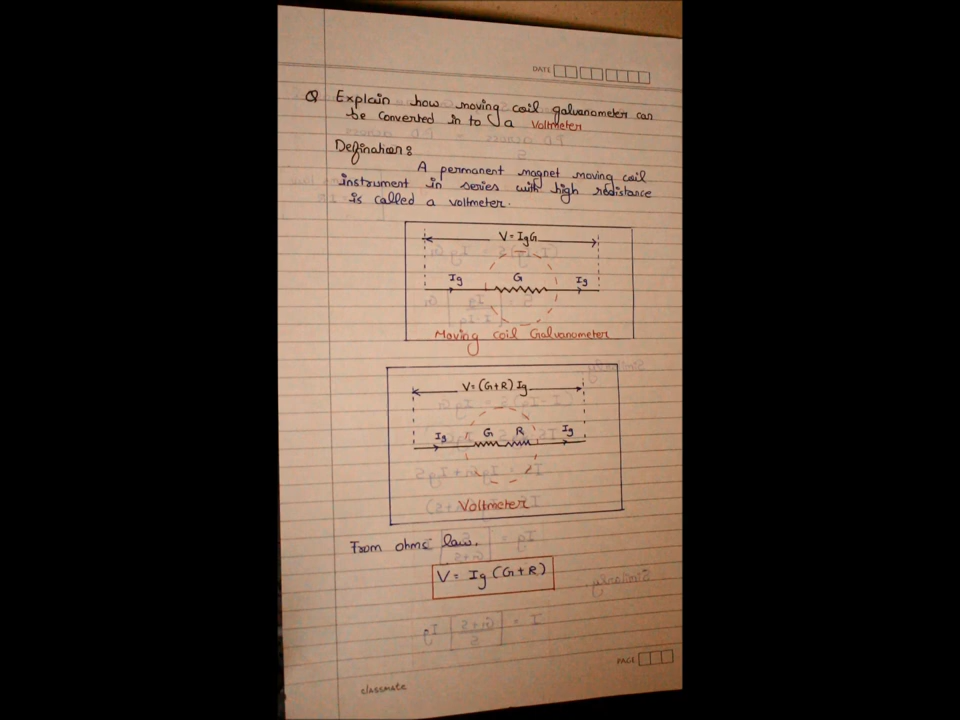 DATE
Q Explain how moving coil galvanometer can
be converted in to a Voltmeter
Defination:
A permanent magnet moving coil
instrument in series with high resistance
is called a voltmeter.
V = IgG
Ig G Ig
Moving coil Galvanometer
V = (G+R) Ig
Ig G R Ig
Voltmeter
From ohms law.
V = Ig (G+R)
PAGE
classmate